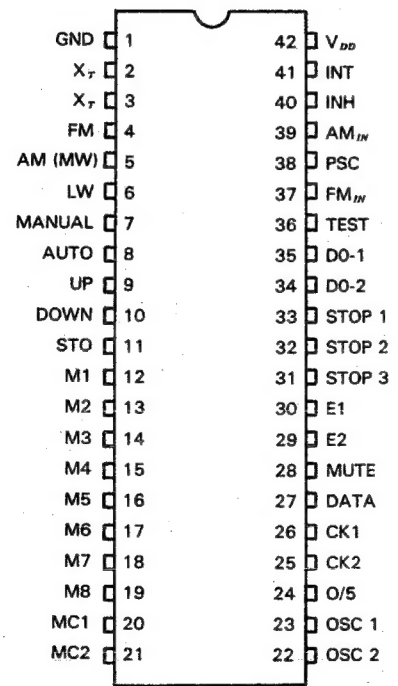 GND 1 42 V_DD
X_T 2 41 INT
X_T 3 40 INH
FM 4 39 AM_IN
AM (MW) 5 38 PSC
LW 6 37 FM_IN
MANUAL 7 36 TEST
AUTO 8 35 D0-1
UP 9 34 D0-2
DOWN 10 33 STOP 1
STO 11 32 STOP 2
M1 12 31 STOP 3
M2 13 30 E1
M3 14 29 E2
M4 15 28 MUTE
M5 16 27 DATA
M6 17 26 CK1
M7 18 25 CK2
M8 19 24 O/5
MC1 20 23 OSC 1
MC2 21 22 OSC 2